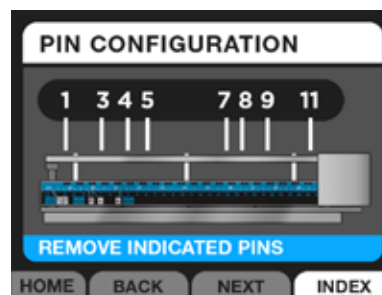 PIN CONFIGURATION
1 3 4 5 7 8 9 11
REMOVE INDICATED PINS
HOME BACK NEXT INDEX